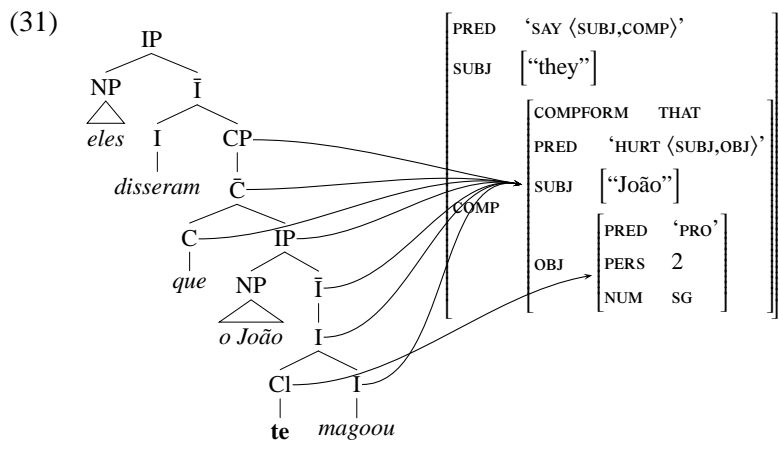 (31)
IP
NP Ī
eles I CP
disseram C̄
C IP
que NP Ī
o João I
Cl I
te magoou
PRED ‘SAY ⟨SUBJ,COMP⟩’
SUBJ [“they”]
COMP
COMPFORM THAT
PRED ‘HURT ⟨SUBJ,OBJ⟩’
SUBJ [“João”]
OBJ
PRED ‘PRO’
PERS 2
NUM SG